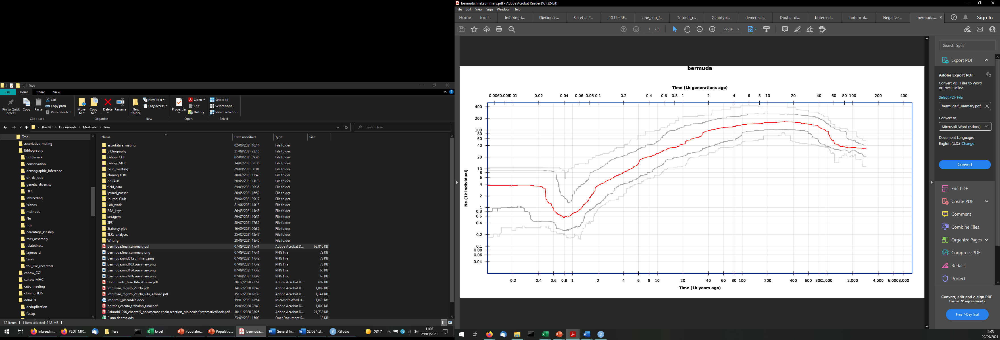 Tese
File Home Share View
Pin to Quick access
Copy
Paste
Cut
Copy path
Paste shortcut
Clipboard
Move to
Copy to
Delete
Rename
Organise
New folder
New item
Easy access
New
Properties
Open
Edit
History
Open
Select all
Select none
Invert selection
Select
This PC › Documents › Mestrado › Tese
Search Tese
Tese
assortative_mating
Bibliography
bottleneck
conservation
demographic_inference
dn_ds_ratio
genetic_diversity
HFC
inbreeding
islands
methods
Ne
ngs
parentage_kinship
rads_assembly
relatedness
tajimas_d
teses
toll_like_receptors
cahow_COI
cahow_MHC
ce3c_meeting
cloning TLRs
ddRADs
deduplication
fastqc
Name Date modified Type Size
assortative_mating 02/08/2021 10:14 File folder
Bibliography 21/09/2021 22:16 File folder
cahow_COI 02/08/2021 09:45 File folder
cahow_MHC 14/07/2021 08:35 File folder
ce3c_meeting 29/09/2021 00:01 File folder
cloning TLRs 30/07/2021 17:42 File folder
ddRADs 28/05/2021 11:13 File folder
field_data 29/09/2021 00:35 File folder
ipyrad_passar 26/05/2021 16:52 File folder
Journal Club 29/04/2021 09:17 File folder
Lab_work 21/06/2021 14:18 File folder
RSA_keys 26/05/2021 11:45 File folder
sexagem 29/07/2021 19:52 File folder
SFS 30/07/2021 17:35 File folder
Stairway plot 16/09/2021 09:36 File folder
TLRs-analyses 25/02/2021 12:47 File folder
Writing 28/09/2021 18:40 File folder
bermuda.final.summary.pdf 07/09/2021 17:41 Adobe Acrobat D... 62,816 KB
bermuda.final.summary.png 07/09/2021 17:41 PNG File 72 KB
bermuda.rand51.summary.png 07/09/2021 17:42 PNG File 73 KB
bermuda.rand103.summary.png 07/09/2021 17:42 PNG File 73 KB
bermuda.rand154.summary.png 07/09/2021 17:42 PNG File 66 KB
bermuda.rand206.summary.png 07/09/2021 17:42 PNG File 63 KB
Documento_tese_Rita_Afonso.pdf 20/12/2020 22:51 Adobe Acrobat D... 607 KB
Impresso_registo_2ciclo.pdf 14/12/2020 16:42 Adobe Acrobat D... 1,089 KB
Impresso_registo_2ciclo_Rita_Afonso.pdf 15/12/2020 18:32 Adobe Acrobat D... 1,141 KB
imprimir_placas4e5.docx 19/01/2021 13:54 Microsoft Word D... 11,673 KB
normas_escrita_trabalho_final.pdf 15/09/2020 22:49 Adobe Acrobat D... 1,602 KB
Palumbi1996_chapter7_polymerase chain reaction_MolecularSystematicsBook.pdf 18/11/2020 23:25 Adobe Acrobat D... 21,733 KB
Plano da tese.ods 23/09/2021 15:02 OpenDocument S... 18 KB
32 items 1 item selected 61.3 MB
inbreedin... PLOT_MIX... Tese Excel Populatio... Populatio... bermuda.... General In... SLIDE 1.d... RStudio 20°C 11:03
29/09/2021
bermuda.final.summary.pdf - Adobe Acrobat Reader DC (32-bit)
File Edit View Sign Window Help
Home Tools Inferring t... Dierlicxs e... Sin et al 2... 2019+RE... one_snp_f... Tutorial_r... Genotypi... demerelat... Double-di... botero-d... botero-d... Negative ... bermuda.... Sign In
1 / 1 25.2%
bermuda
Time (1k generations ago)
0.006 0.008 0.01 0.02 0.04 0.06 0.08 0.1 0.2 0.4 0.6 0.8 1 2 4 6 8 10 20 40 60 80 100 200 400
Ne (1k individual)
400
200
100
80
60
40
20
10
8
6
4
2
1
0.8
0.6
0.4
0.2
0.1
0.08
0.06
0.04
0.2 0.4 0.6 0.8 1 2 4 6 8 10 20 40 60 80 100 200 400 600 800 1,000 2,000 4,000 6,000 8,000
Time (1k years ago)
Search 'Split'
Export PDF
Adobe Export PDF
Convert PDF Files to Word
or Excel Online
Select PDF File
bermuda.f...ummary.pdf
Convert to
Microsoft Word (*.docx)
Document Language:
English (U.S.) Change
Convert
Edit PDF
Create PDF
Comment
Combine Files
Organize Pages
Compress PDF
Redact
Protect
Convert, edit and e-sign PDF
forms & agreements
Free 7-Day Trial
11:03
29/09/2021